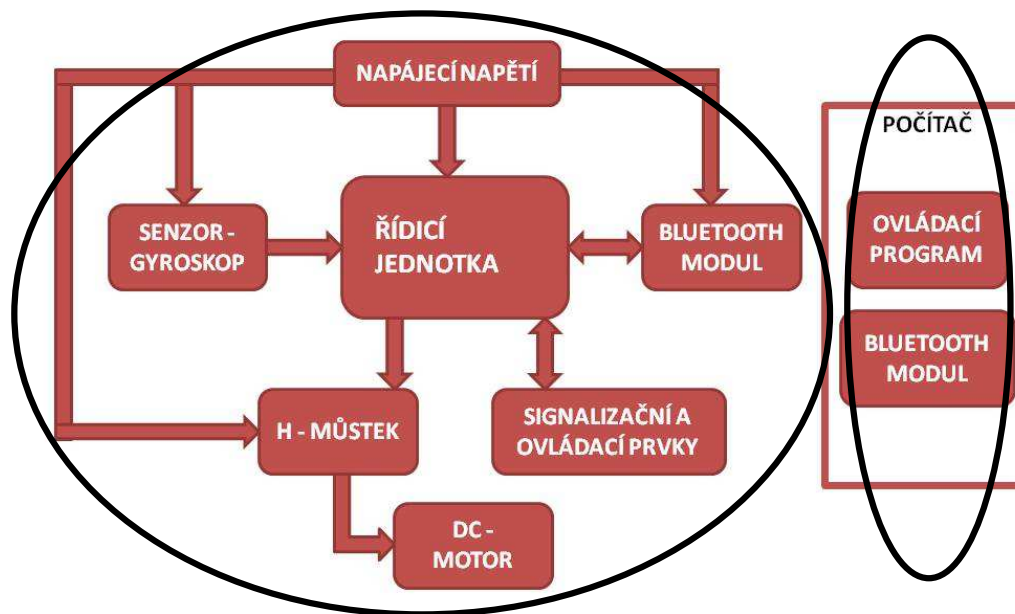 NAPÁJECÍ NAPĚTÍ
POČÍTAČ
SENZOR -
GYROSKOP
ŘÍDICÍ
JEDNOTKA
BLUETOOTH
MODUL
OVLÁDACÍ
PROGRAM
BLUETOOTH
MODUL
H - MŮSTEK
SIGNALIZAČNÍ A
OVLÁDACÍ PRVKY
DC -
MOTOR